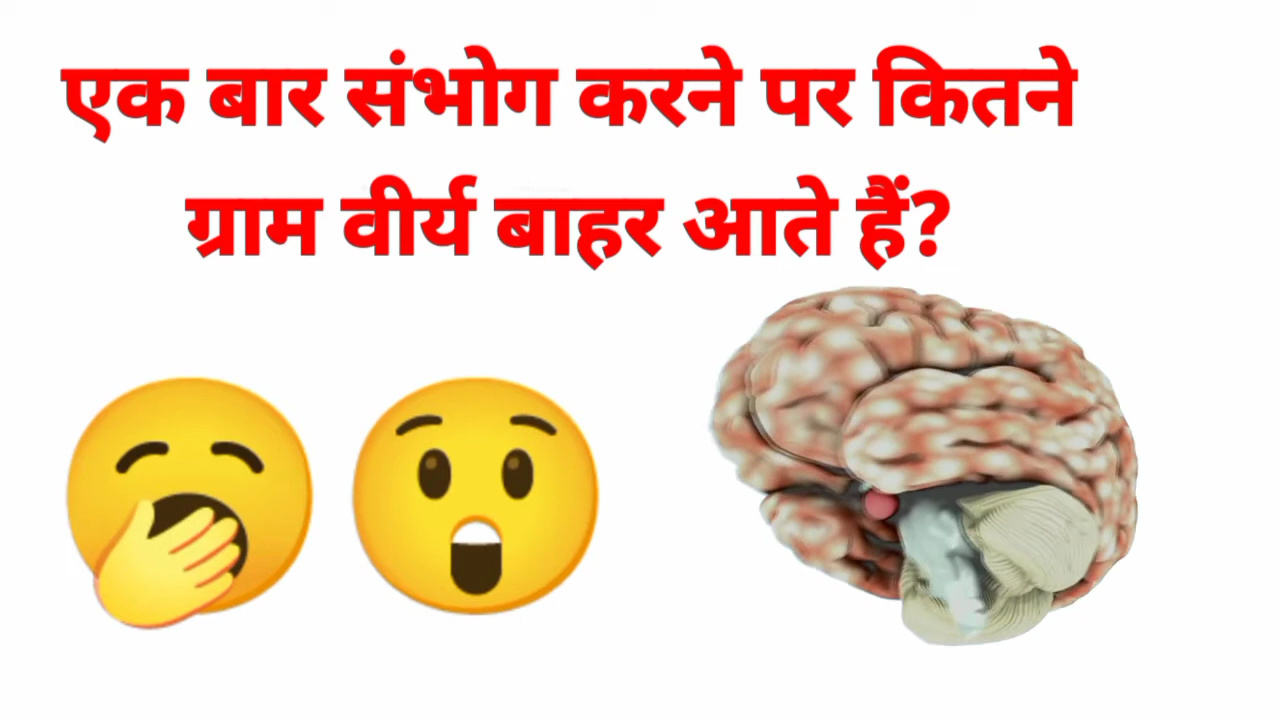 एक बार संभोग करने पर कितने
ग्राम वीर्य बाहर आते हैं?